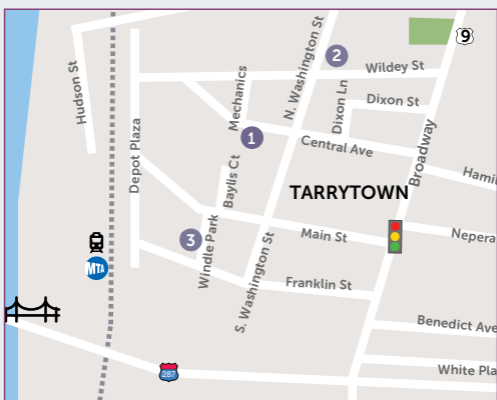 9
N. Washington St
2
Wildey St
Hudson St
Mechanics
Dixon Ln
Dixon St
Depot Plaza
1
Central Ave
Broadway
Hamil
Baylis Ct
TARRYTOWN
3
Windle Park
Main St
Nepera
MTA
S. Washington St
Franklin St
Benedict Ave
287
White Pla